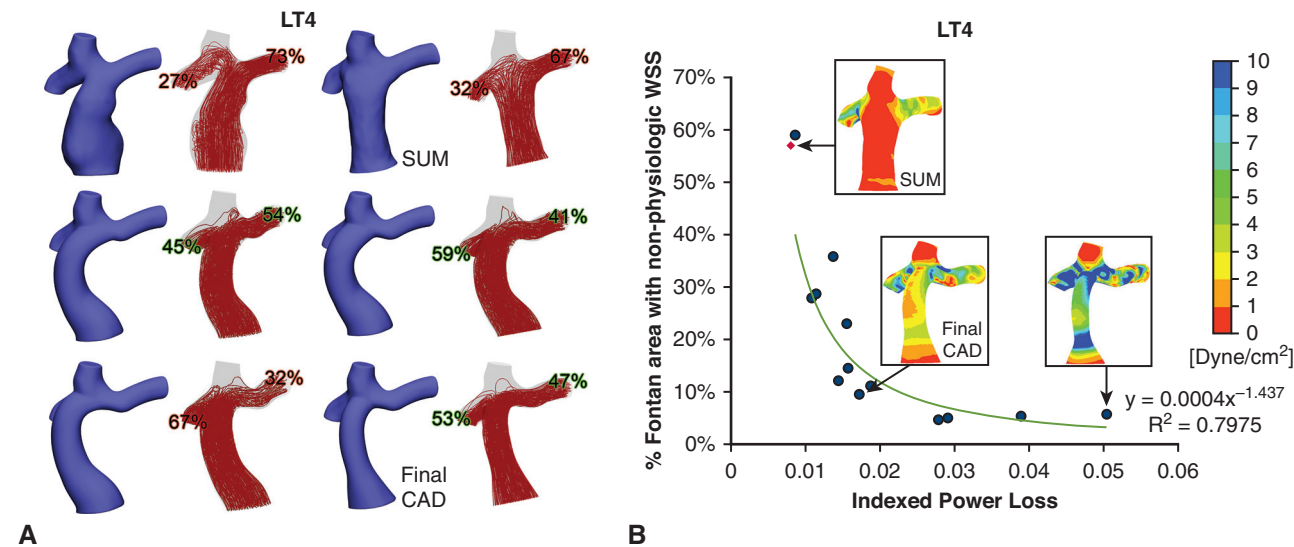 LT4
27%
73%
32%
67%
SUM
45%
54%
59%
41%
67%
32%
53%
47%
Final
CAD
A
LT4
% Fontan area with non-physiologic WSS
70%
60%
50%
40%
30%
20%
10%
0%
0
0.01
0.02
0.03
0.04
0.05
0.06
Indexed Power Loss
SUM
Final
CAD
y = 0.0004x–1.437
R2 = 0.7975
10
9
8
7
6
5
4
3
2
1
0
[Dyne/cm2]
B